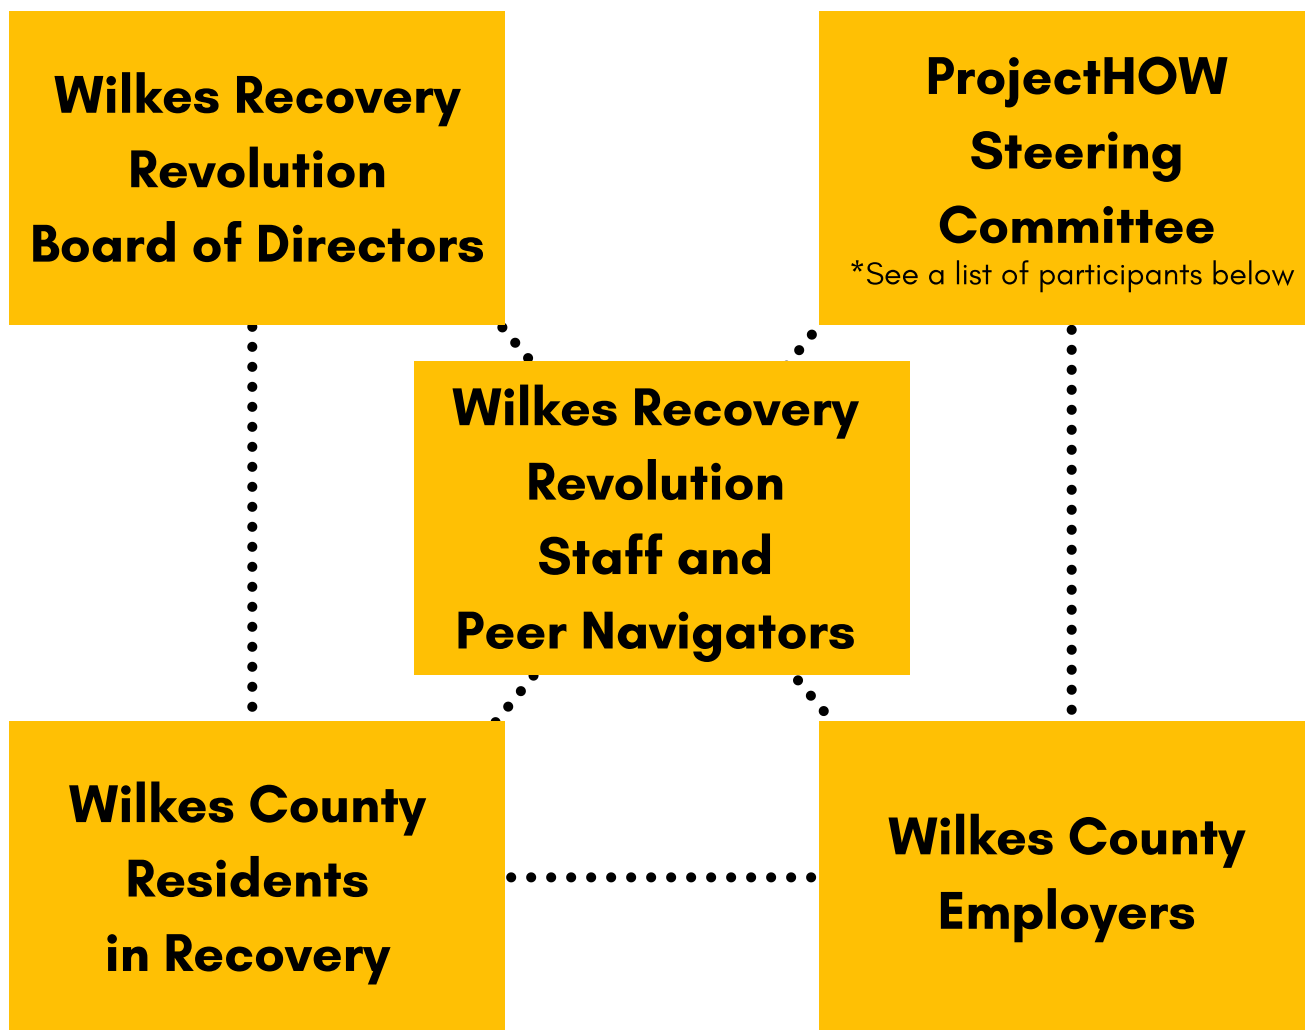 Wilkes Recovery
Revolution
Board of Directors
ProjectHOW
Steering
Committee
*See a list of participants below
Wilkes Recovery
Revolution
Staff and
Peer Navigators
Wilkes County
Residents
in Recovery
Wilkes County
Employers